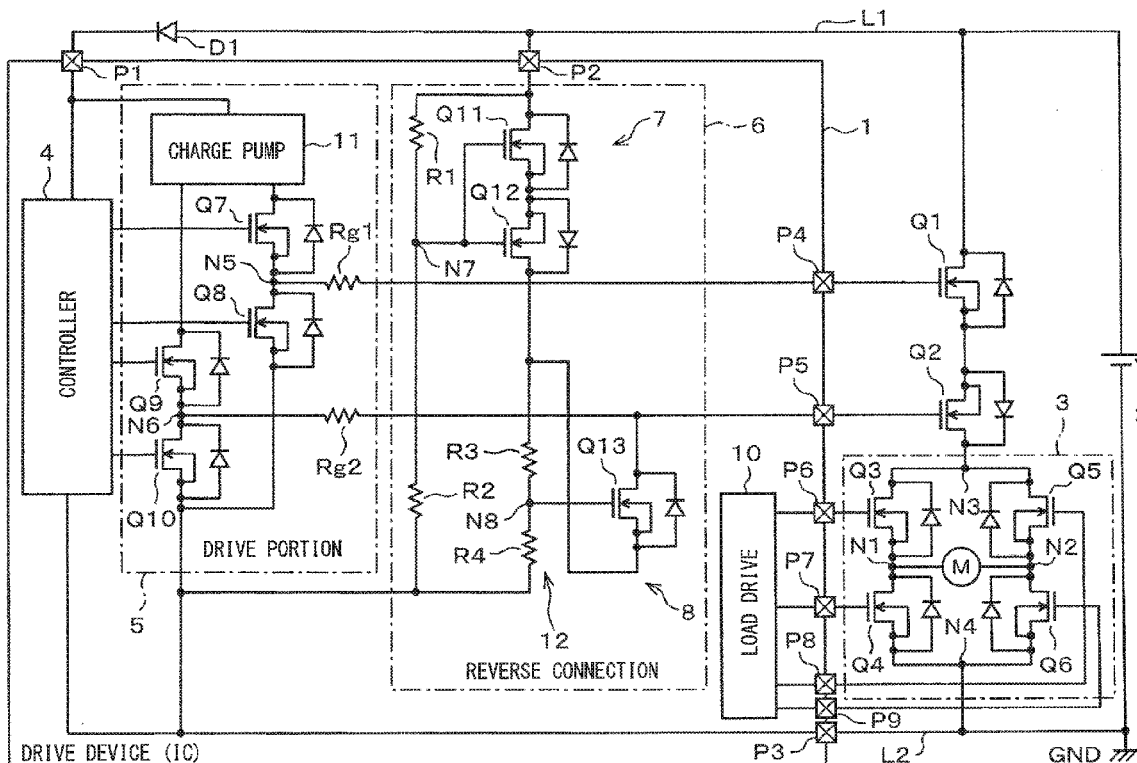 L1
D1
P1
P2
Q11
7
6
1
4
CHARGE PUMP
11
R1
Q12
Q7
Rg1
P4
Q1
N7
N5
Q8
CONTROLLER
P5
Q2
Q9
N6
3
Rg2
R3
Q13
10
P6
Q3
Q5
N3
R2
N8
Q10
R4
P7
N1
N2
M
DRIVE PORTION
LOAD DRIVE
5
12
8
P8
Q4
N4
Q6
REVERSE CONNECTION
P9
P3
L2
GND
DRIVE DEVICE (IC)